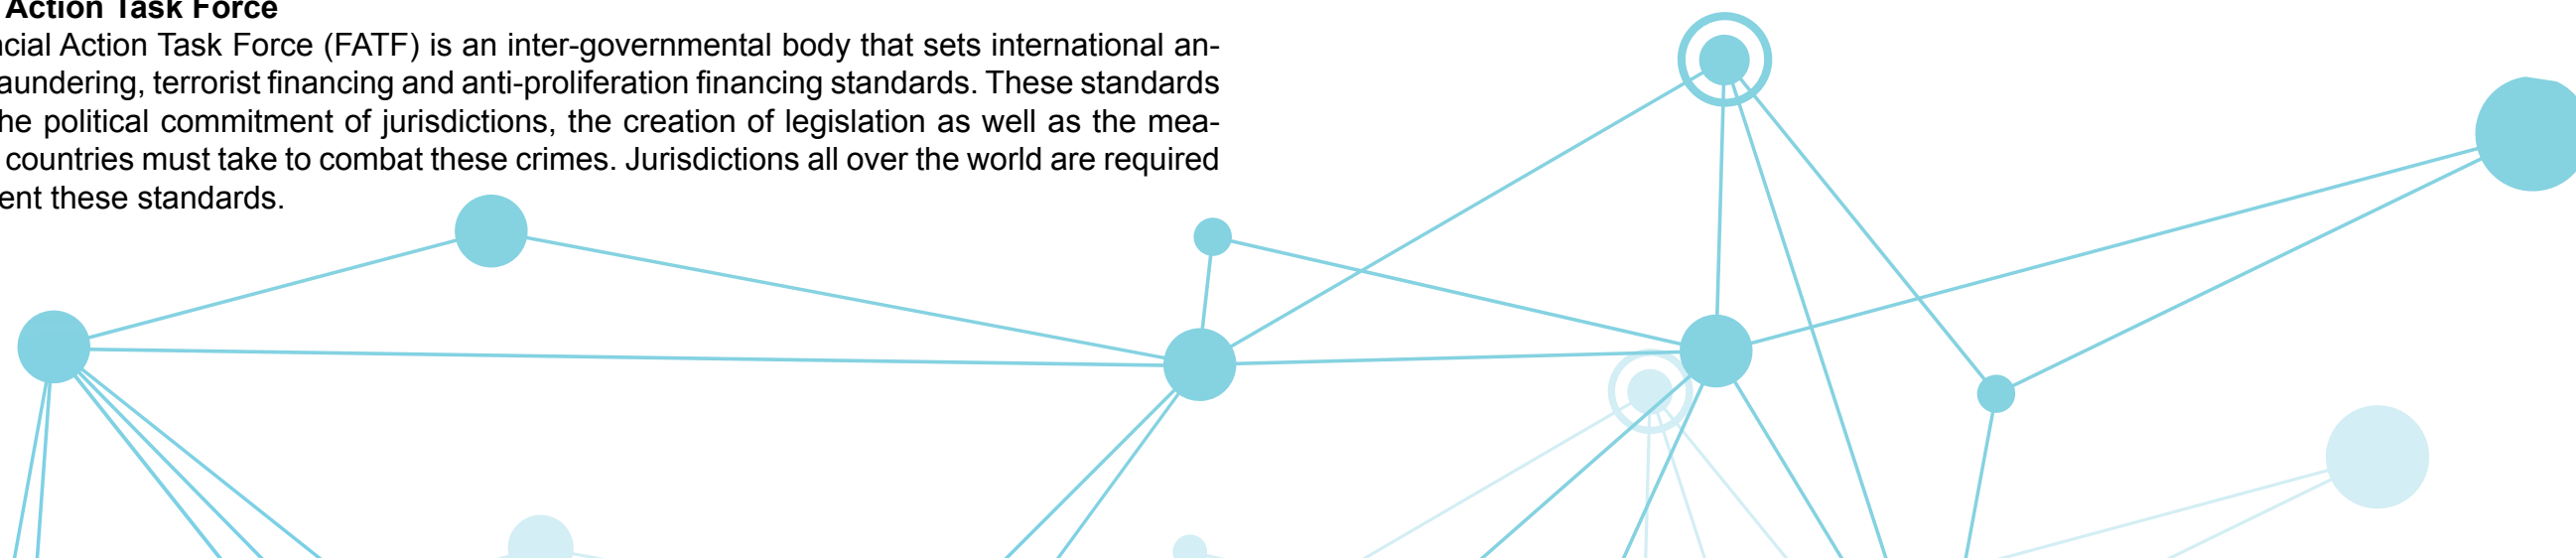 Action Task Force
ncial Action Task Force (FATF) is an inter-governmental body that sets international an-
aundering, terrorist financing and anti-proliferation financing standards. These standards
he political commitment of jurisdictions, the creation of legislation as well as the mea-
countries must take to combat these crimes. Jurisdictions all over the world are required
ent these standards.